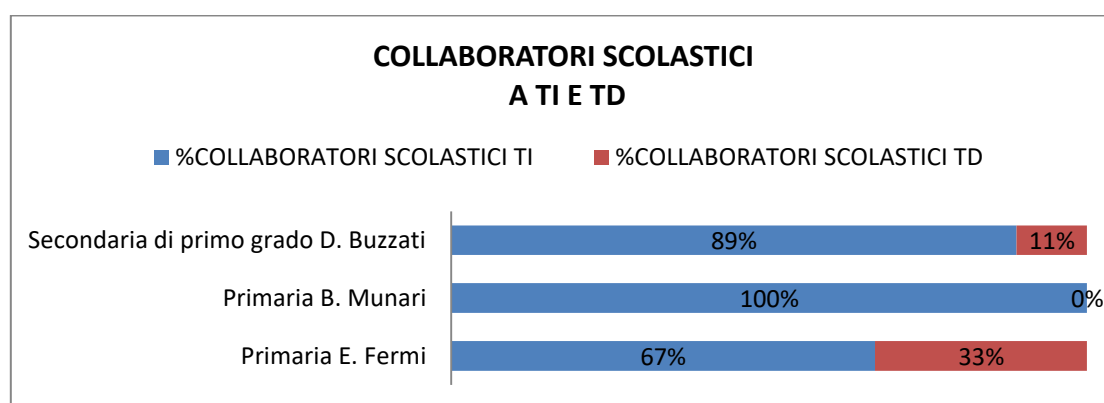 COLLABORATORI SCOLASTICI
A TI E TD
%COLLABORATORI SCOLASTICI TI %COLLABORATORI SCOLASTICI TD
Secondaria di primo grado D. Buzzati 89% 11%
Primaria B. Munari 100% 0%
Primaria E. Fermi 67% 33%